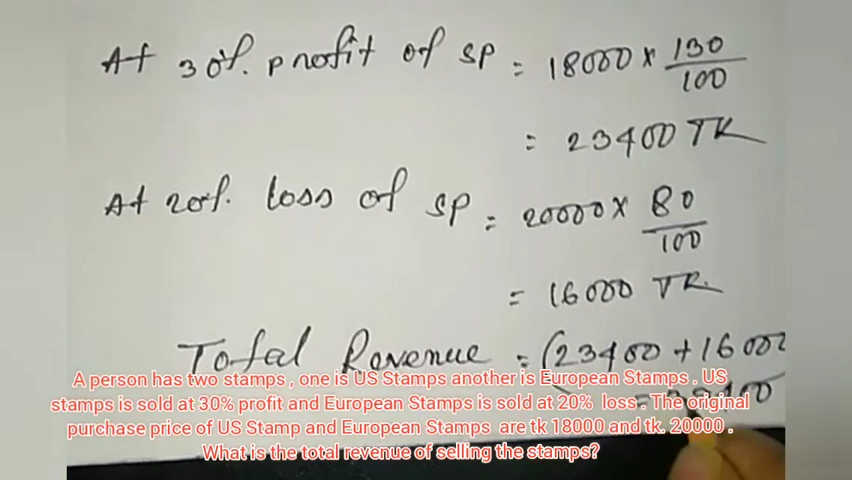 At 30%. profit of SP = 18000 × 130/100
= 23400 TK
At 20%. loss of SP = 20000 × 80/100
= 16000 TK.
Total Revenue = (23400 + 16000
A person has two stamps , one is US Stamps another is European Stamps . US
stamps is sold at 30% profit and European Stamps is sold at 20% loss . The original
purchase price of US Stamp and European Stamps are tk 18000 and tk. 20000 .
What is the total revenue of selling the stamps?